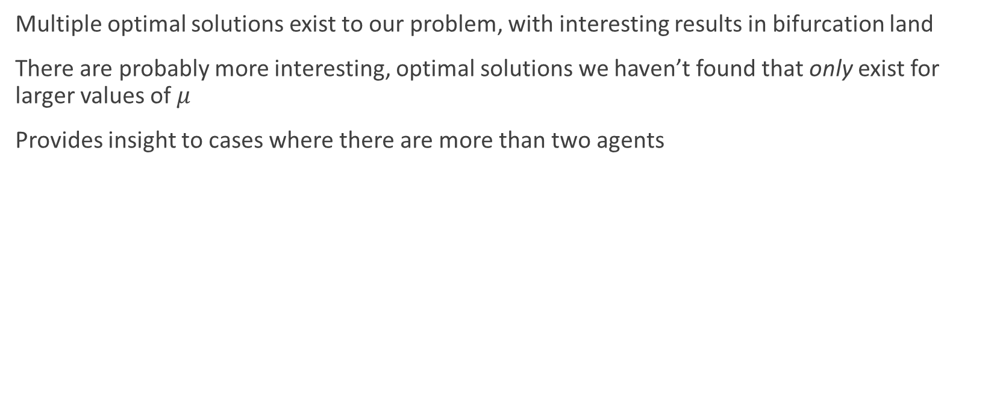 Multiple optimal solutions exist to our problem, with interesting results in bifurcation land
There are probably more interesting, optimal solutions we haven’t found that only exist for
larger values of μ
Provides insight to cases where there are more than two agents